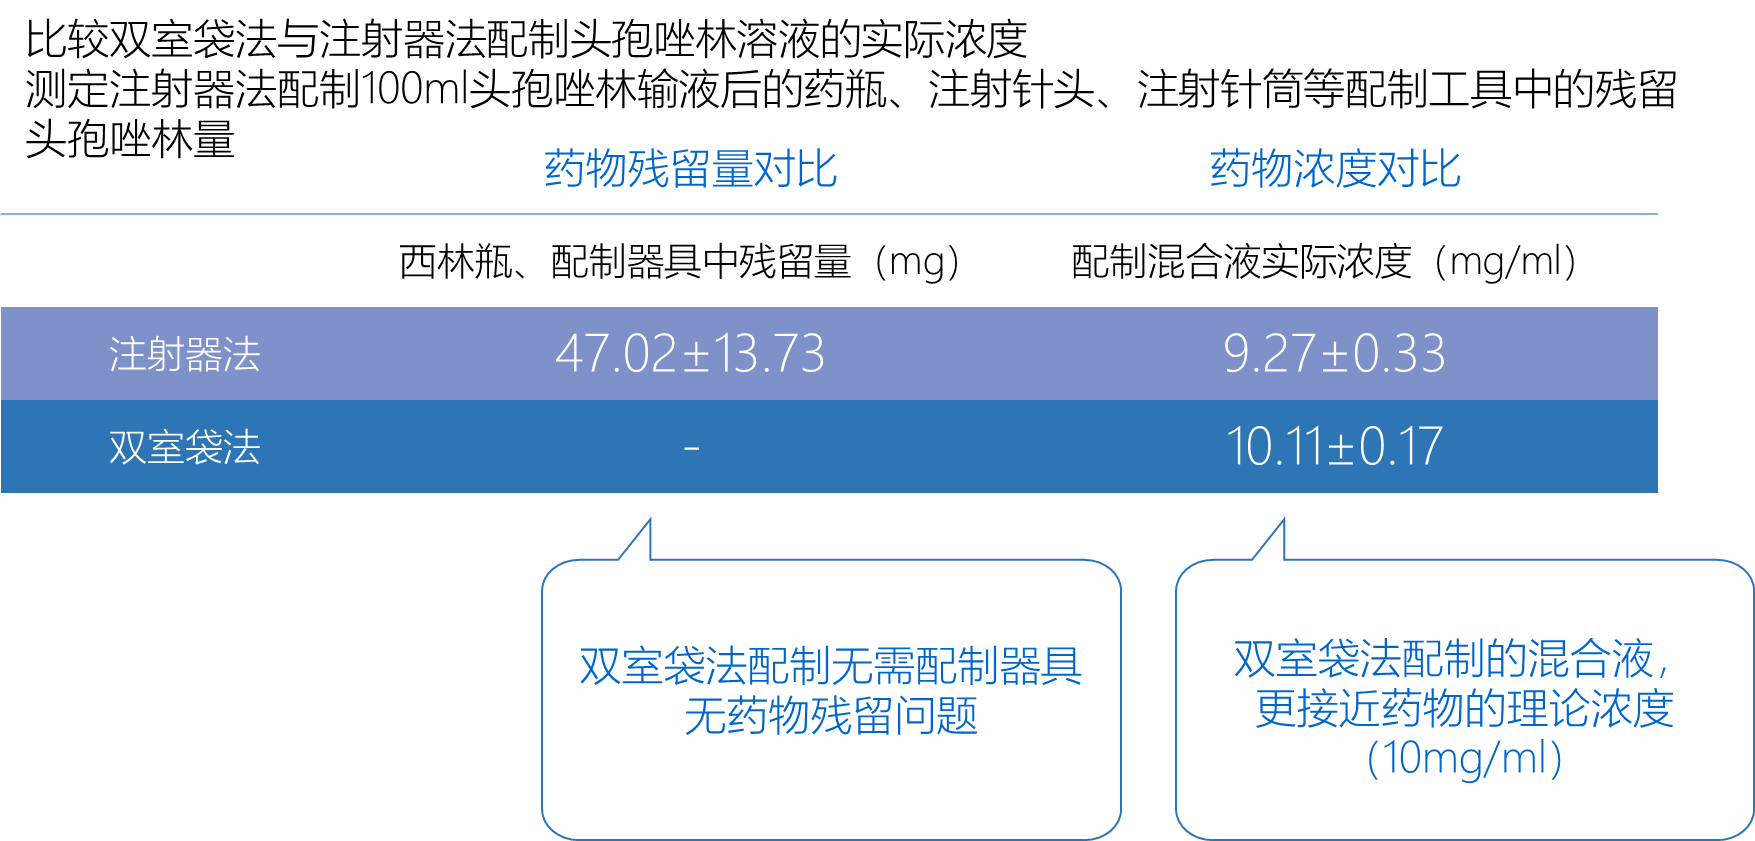 比较双室袋法与注射器法配制头孢唑林溶液的实际浓度
测定注射器法配制100ml头孢唑林输液后的药瓶、注射针头、注射针筒等配制工具中的残留
头孢唑林量
药物残留量对比
药物浓度对比
西林瓶、配制器具中残留量（mg）
配制混合液实际浓度（mg/ml）
注射器法
47.02±13.73
9.27±0.33
双室袋法
-
10.11±0.17
双室袋法配制无需配制器具
无药物残留问题
双室袋法配制的混合液，
更接近药物的理论浓度
（10mg/ml）